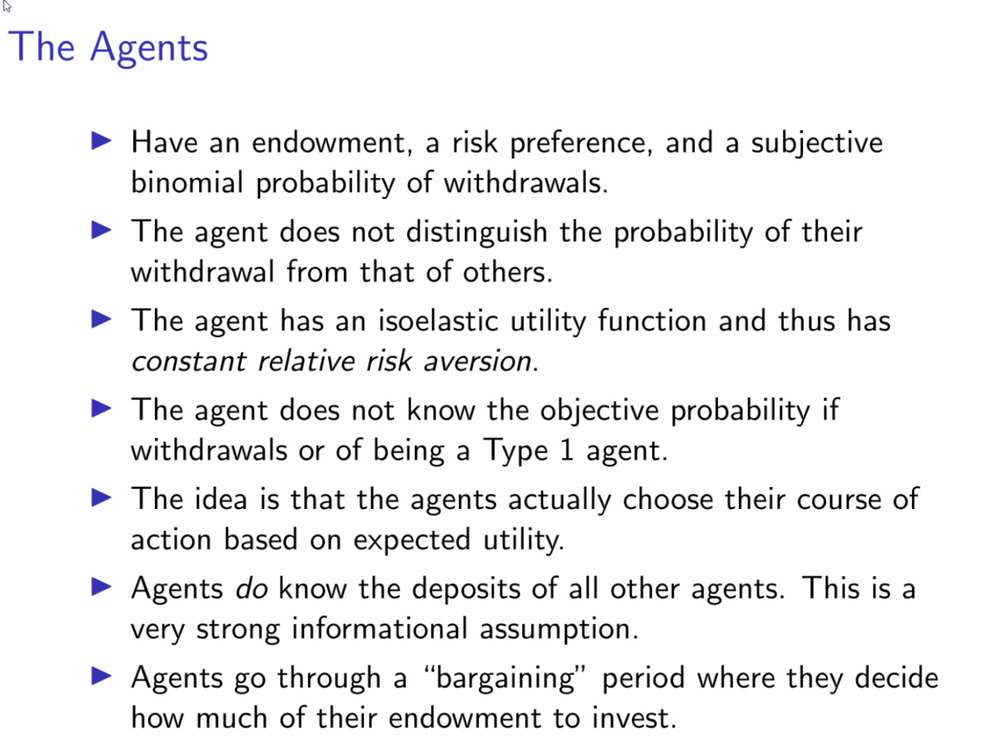 The Agents
Have an endowment, a risk preference, and a subjective
binomial probability of withdrawals.
The agent does not distinguish the probability of their
withdrawal from that of others.
The agent has an isoelastic utility function and thus has
constant relative risk aversion.
The agent does not know the objective probability if
withdrawals or of being a Type 1 agent.
The idea is that the agents actually choose their course of
action based on expected utility.
Agents do know the deposits of all other agents. This is a
very strong informational assumption.
Agents go through a “bargaining” period where they decide
how much of their endowment to invest.